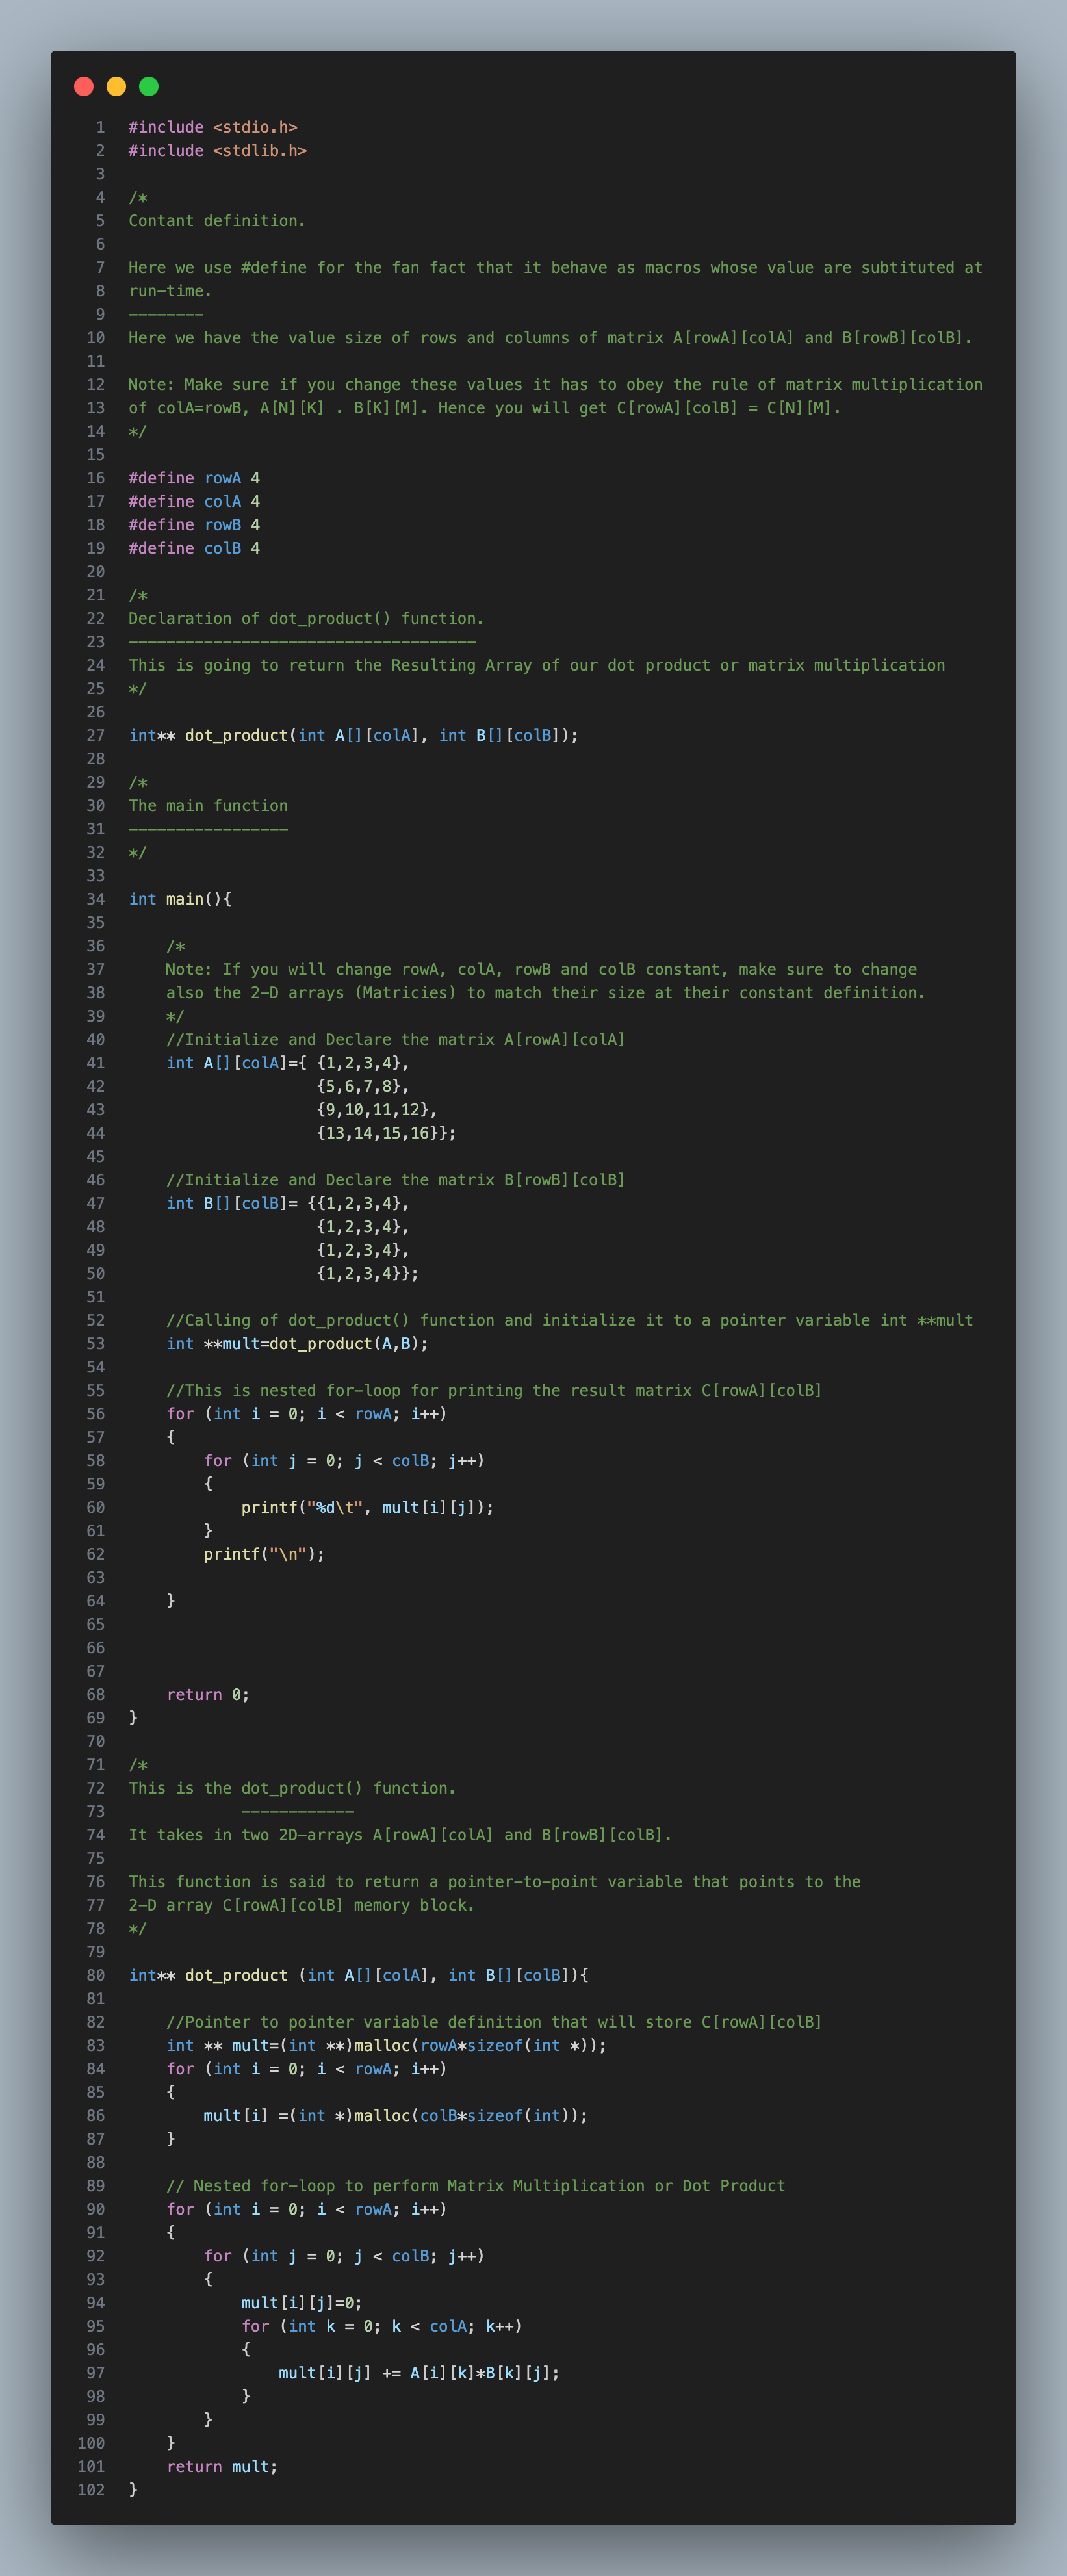 1 #include <stdio.h>
2 #include <stdlib.h>
3
4 /*
5 Contant definition.
6
7 Here we use #define for the fan fact that it behave as macros whose value are subtituted at
8 run-time.
9 --------
10 Here we have the value size of rows and columns of matrix A[rowA][colA] and B[rowB][colB].
11
12 Note: Make sure if you change these values it has to obey the rule of matrix multiplication
13 of colA=rowB, A[N][K] . B[K][M]. Hence you will get C[rowA][colB] = C[N][M].
14 */
15
16 #define rowA 4
17 #define colA 4
18 #define rowB 4
19 #define colB 4
20
21 /*
22 Declaration of dot_product() function.
23 -------------------------------------
24 This is going to return the Resulting Array of our dot product or matrix multiplication
25 */
26
27 int** dot_product(int A[][colA], int B[][colB]);
28
29 /*
30 The main function
31 -----------------
32 */
33
34 int main(){
35
36     /*
37     Note: If you will change rowA, colA, rowB and colB constant, make sure to change
38     also the 2-D arrays (Matricies) to match their size at their constant definition.
39     */
40     //Initialize and Declare the matrix A[rowA][colA]
41     int A[][colA]={ {1,2,3,4},
42                     {5,6,7,8},
43                     {9,10,11,12},
44                     {13,14,15,16}};
45
46     //Initialize and Declare the matrix B[rowB][colB]
47     int B[][colB]= {{1,2,3,4},
48                     {1,2,3,4},
49                     {1,2,3,4},
50                     {1,2,3,4}};
51
52     //Calling of dot_product() function and initialize it to a pointer variable int **mult
53     int **mult=dot_product(A,B);
54
55     //This is nested for-loop for printing the result matrix C[rowA][colB]
56     for (int i = 0; i < rowA; i++)
57     {
58         for (int j = 0; j < colB; j++)
59         {
60             printf("%d\t", mult[i][j]);
61         }
62         printf("\n");
63
64     }
65
66
67
68     return 0;
69 }
70
71 /*
72 This is the dot_product() function.
73             ------------
74 It takes in two 2D-arrays A[rowA][colA] and B[rowB][colB].
75
76 This function is said to return a pointer-to-point variable that points to the
77 2-D array C[rowA][colB] memory block.
78 */
79
80 int** dot_product (int A[][colA], int B[][colB]){
81
82     //Pointer to pointer variable definition that will store C[rowA][colB]
83     int ** mult=(int **)malloc(rowA*sizeof(int *));
84     for (int i = 0; i < rowA; i++)
85     {
86         mult[i] =(int *)malloc(colB*sizeof(int));
87     }
88
89     // Nested for-loop to perform Matrix Multiplication or Dot Product
90     for (int i = 0; i < rowA; i++)
91     {
92         for (int j = 0; j < colB; j++)
93         {
94             mult[i][j]=0;
95             for (int k = 0; k < colA; k++)
96             {
97                 mult[i][j] += A[i][k]*B[k][j];
98             }
99         }
100     }
101     return mult;
102 }